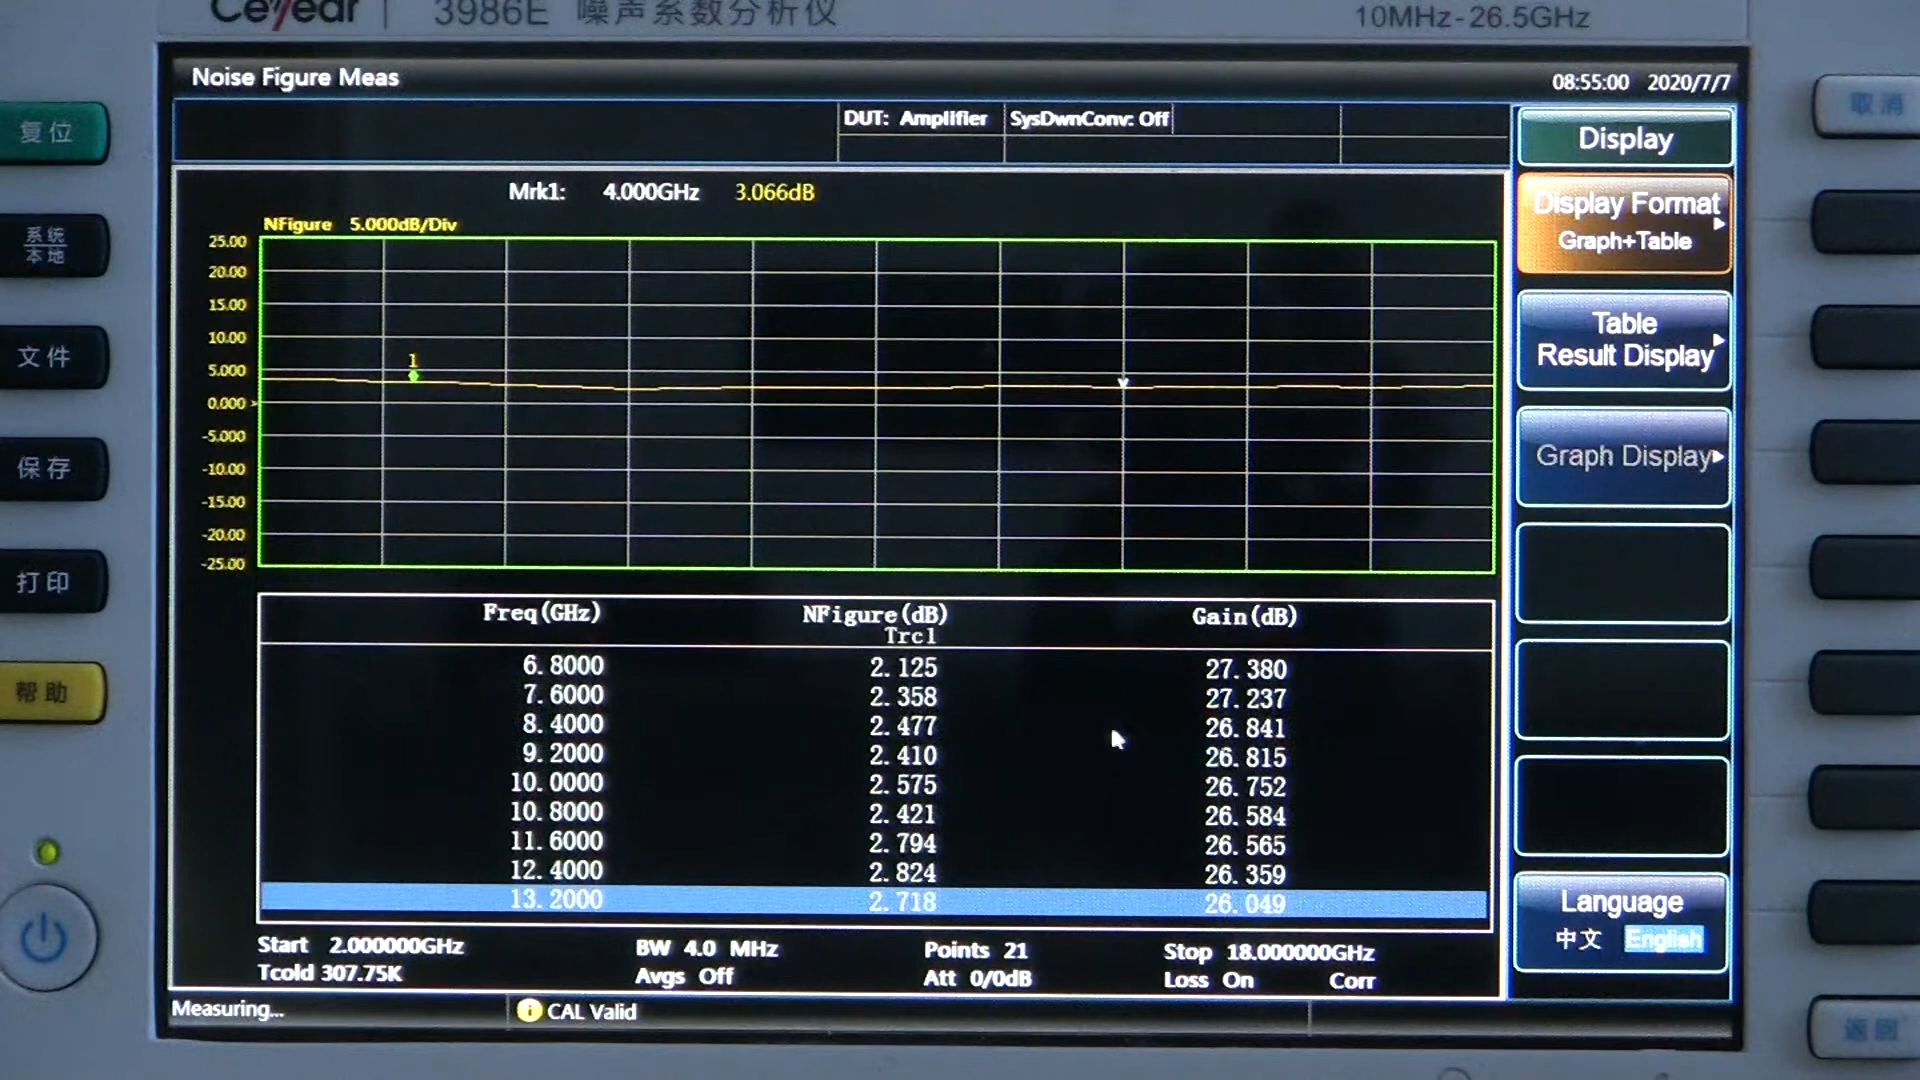 Ceyear | 3986E 噪声系数分析仪 10MHz-26.5GHz
Noise Figure Meas 08:55:00 2020/7/7
DUT: Amplifier SysDwnConv: Off
Mrk1: 4.000GHz 3.066dB
NFigure 5.000dB/Div
25.00
20.00
15.00
10.00
5.000
0.000
-5.000
-10.00
-15.00
-20.00
-25.00
1
Freq(GHz) NFigure(dB) Gain(dB)
Trc1
6.8000 2.125 27.380
7.6000 2.358 27.237
8.4000 2.477 26.841
9.2000 2.410 26.815
10.0000 2.575 26.752
10.8000 2.421 26.584
11.6000 2.794 26.565
12.4000 2.824 26.359
13.2000 2.718 26.049
Start 2.000000GHz BW 4.0 MHz Points 21 Stop 18.000000GHz
Tcold 307.75K Avgs Off Att 0/0dB Loss On Corr
Measuring... CAL Valid
Display
Display Format
Graph+Table
Table
Result Display
Graph Display
Language
中文 English
复位
系统
本地
文件
保存
打印
帮助
取消
返回